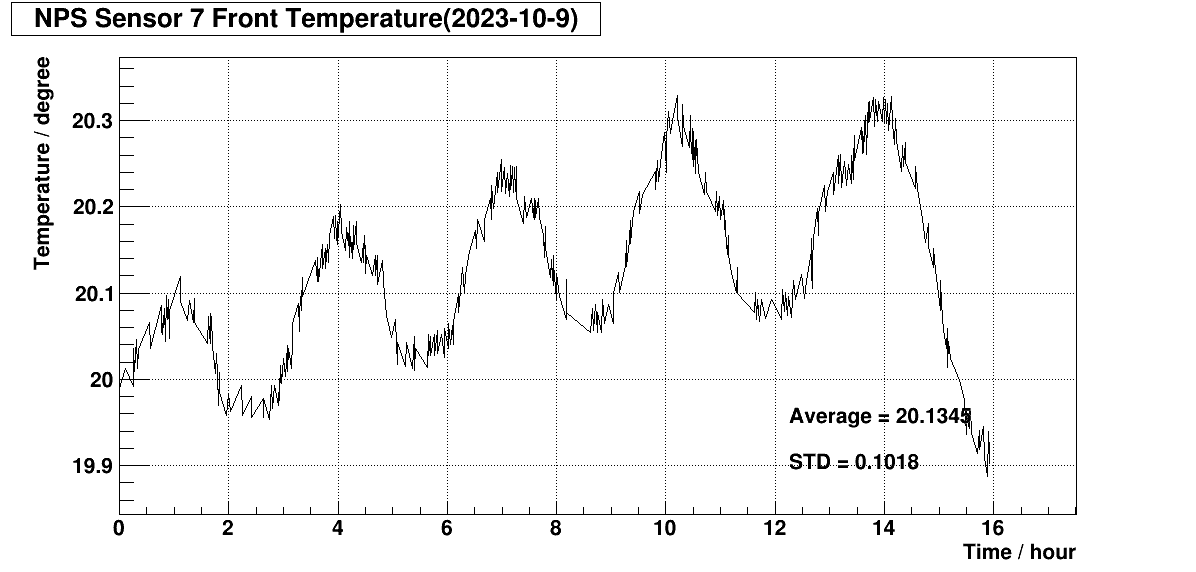 NPS Sensor 7 Front Temperature(2023-10-9)
Temperature / degree
20.3
20.2
20.1
20
19.9
Average = 20.1345
STD = 0.1018
0 2 4 6 8 10 12 14 16
Time / hour